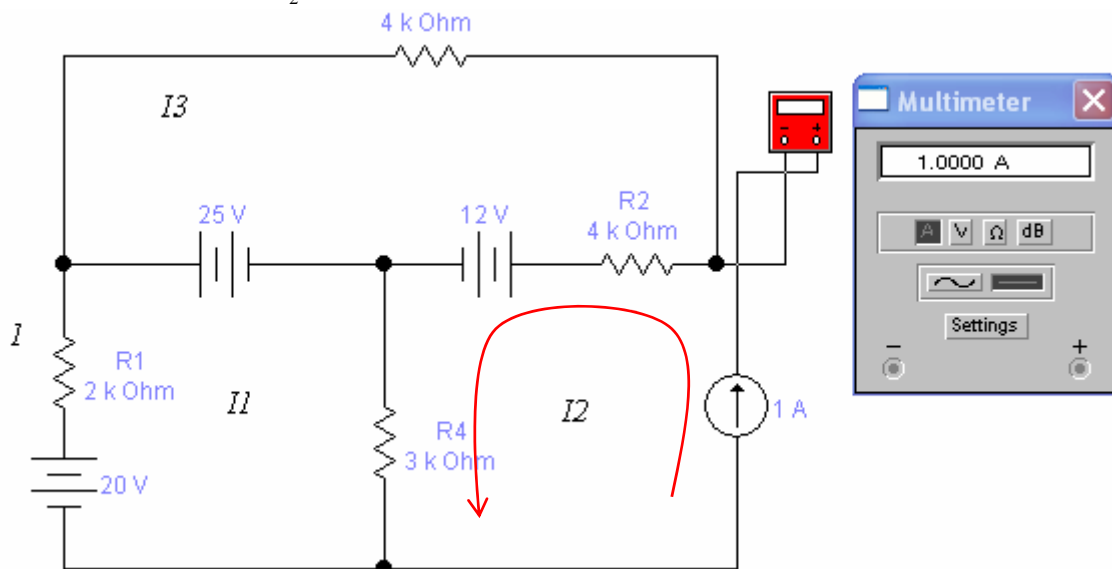 2
4 k Ohm
I3
Multimeter
1.0000 A
A V Ω dB
Settings
− +
− +
25 V
12 V
R2
4 k Ohm
I
R1
2 k Ohm
I1
R4
3 k Ohm
I2
1 A
20 V